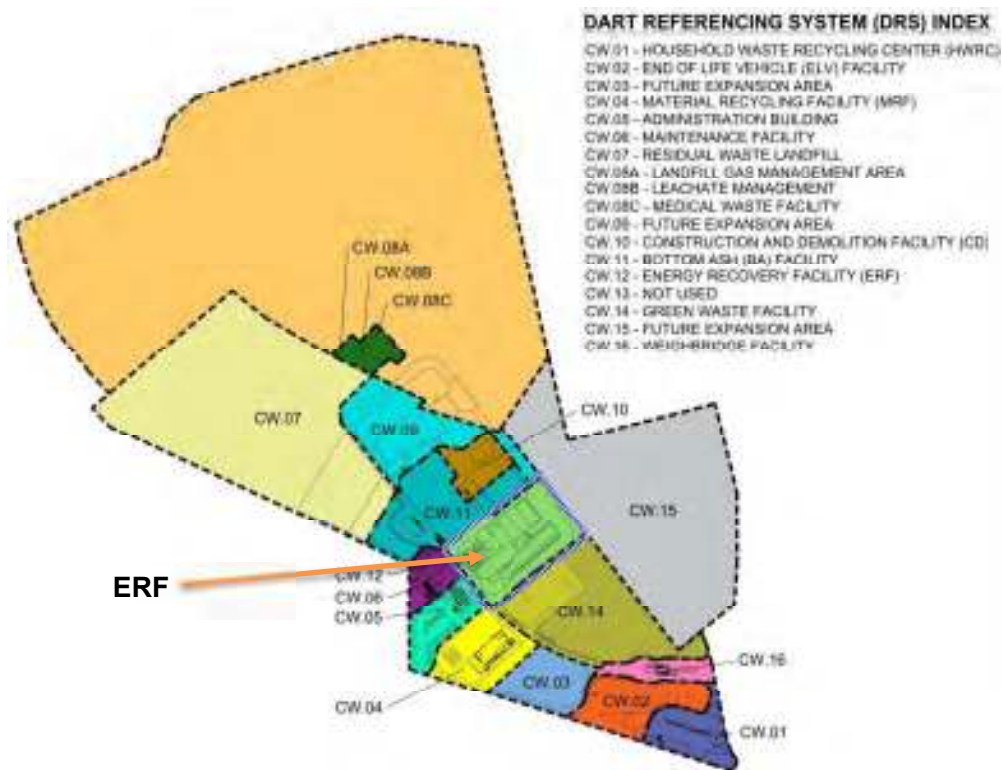 DART REFERENCING SYSTEM (DRS) INDEX
CW.01 - HOUSEHOLD WASTE RECYCLING CENTER (HWRC)
CW.02 - END OF LIFE VEHICLE (ELV) FACILITY
CW.03 - FUTURE EXPANSION AREA
CW.04 - MATERIAL RECYCLING FACILITY (MRF)
CW.05 - ADMINISTRATION BUILDING
CW.06 - MAINTENANCE FACILITY
CW.07 - RESIDUAL WASTE LANDFILL
CW.08A - LANDFILL GAS MANAGEMENT AREA
CW.08B - LEACHATE MANAGEMENT
CW.08C - MEDICAL WASTE FACILITY
CW.09 - FUTURE EXPANSION AREA
CW.10 - CONSTRUCTION AND DEMOLITION FACILITY (CD)
CW.11 - BOTTOM ASH (BA) FACILITY
CW.12 - ENERGY RECOVERY FACILITY (ERF)
CW.13 - NOT USED
CW.14 - GREEN WASTE FACILITY
CW.15 - FUTURE EXPANSION AREA
CW.16 - WEIGHBRIDGE FACILITY
CW.08A
CW.08B
CW.08C
CW.07
CW.09
CW.10
CW.11
CW.15
ERF
CW.12
CW.06
CW.05
CW.14
CW.16
CW.03
CW.04
CW.02
CW.01